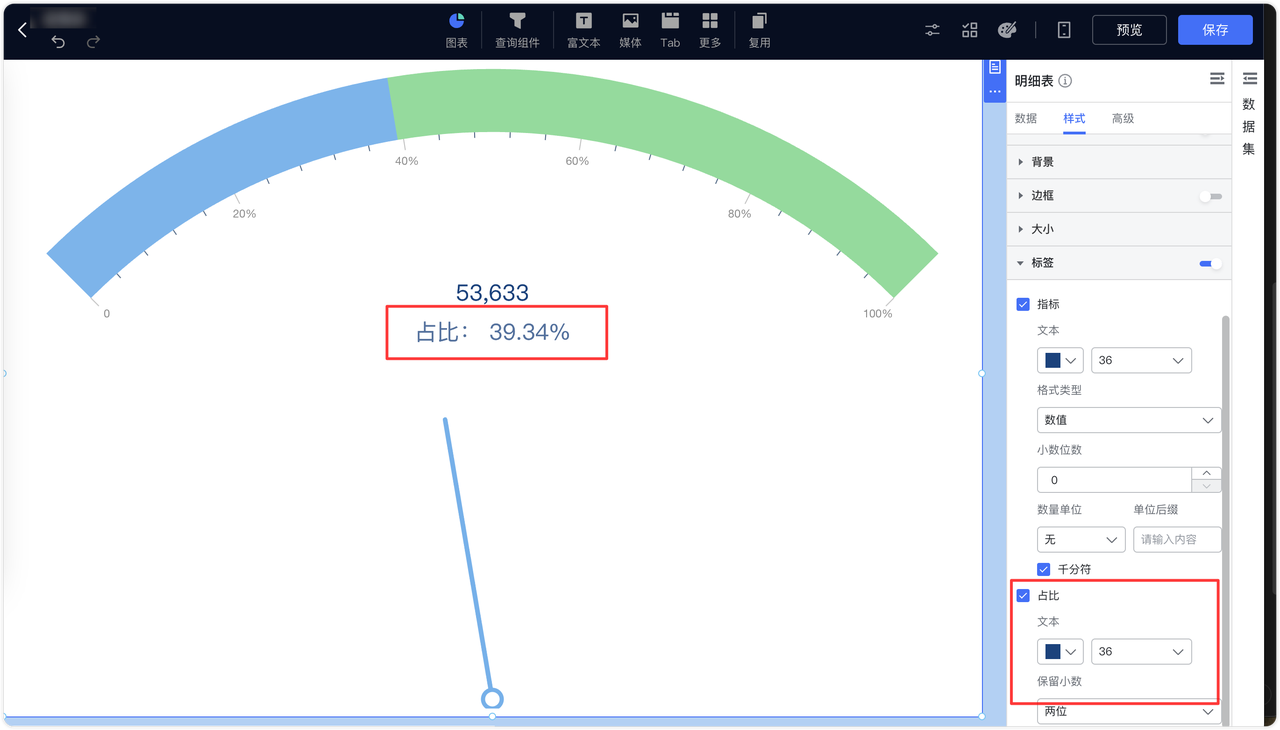 图表
查询组件
富文本
媒体
Tab
更多
复用
预览
保存
40%
60%
20%
80%
0
100%
53,633
占比： 39.34%
明细表
数据 样式 高级
背景
边框
大小
标签
指标
文本
36
格式类型
数值
小数位数
0
数量单位 单位后缀
无 请输入内容
千分符
占比
文本
36
保留小数
两位
数
据
集